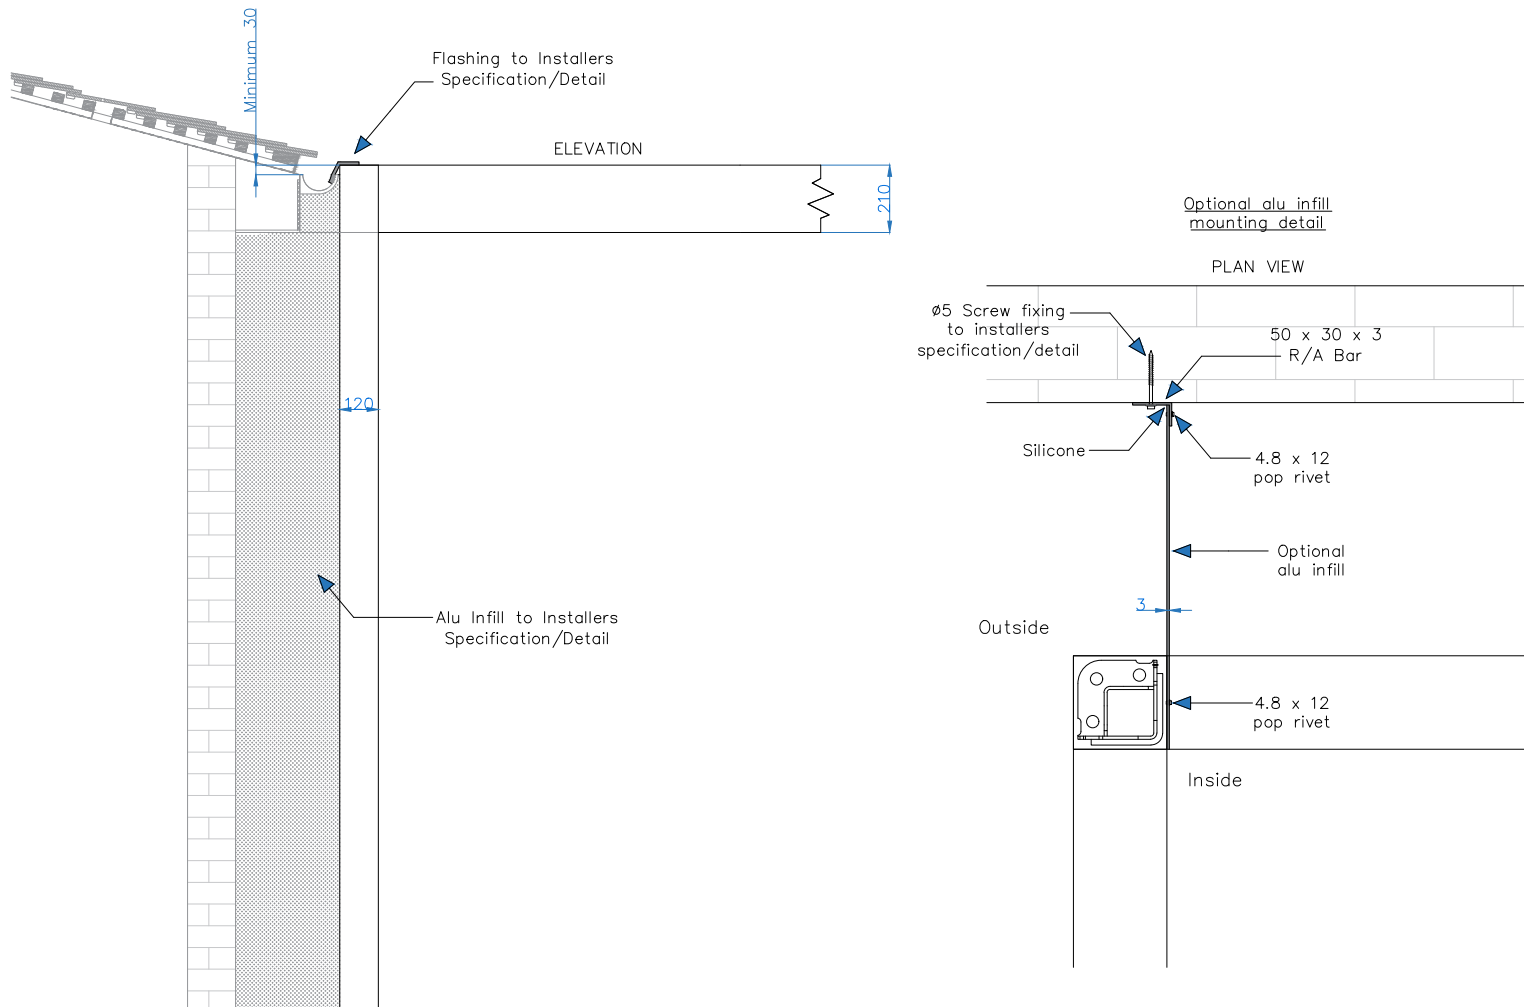 Minimum 30
Flashing to Installers
Specification/Detail
ELEVATION
210
120
Alu Infill to Installers
Specification/Detail
Optional alu infill
mounting detail
PLAN VIEW
ø5 Screw fixing
to installers
specification/detail
50 x 30 x 3
R/A Bar
Silicone
4.8 x 12
pop rivet
Optional
alu infill
3
Outside
4.8 x 12
pop rivet
Inside